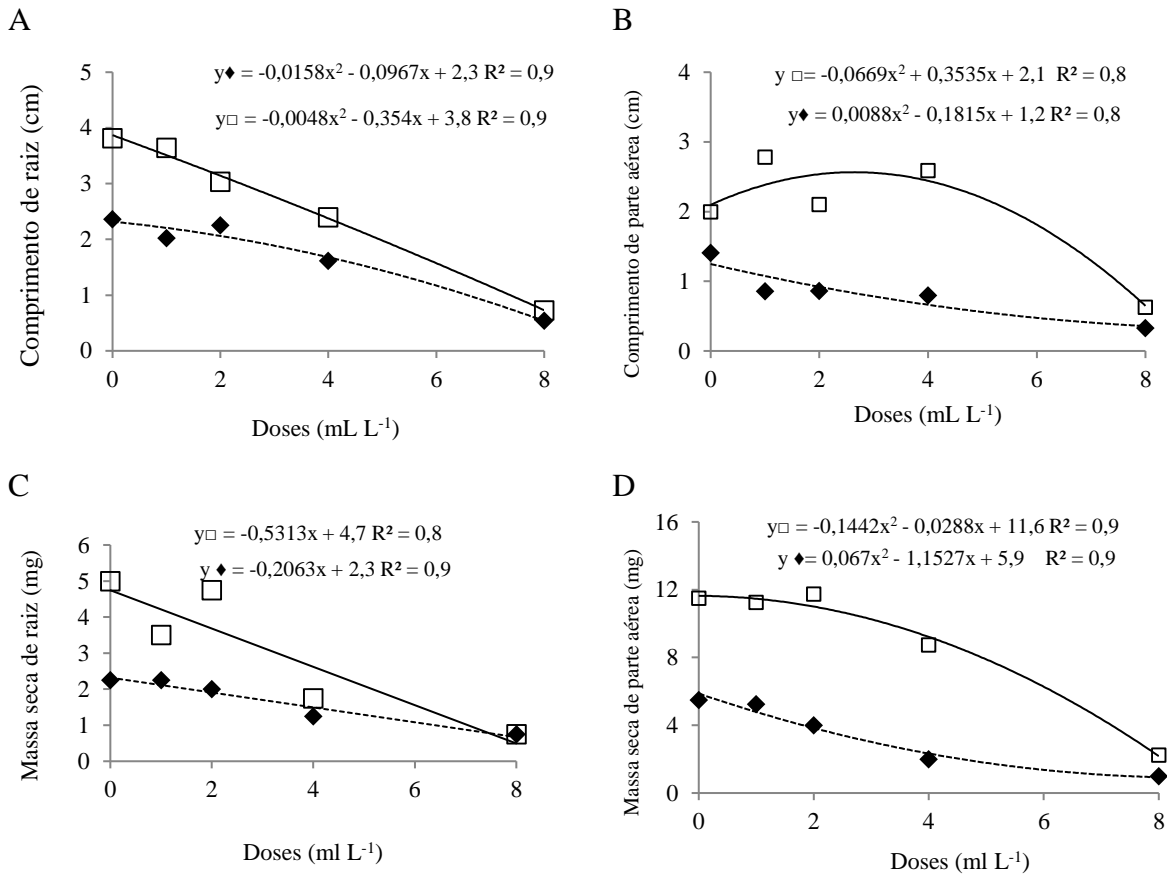 A
y♦ = -0,0158x² - 0,0967x + 2,3 R² = 0,9
y□ = -0,0048x² - 0,354x + 3,8 R² = 0,9
Comprimento de raiz (cm)
5
4
3
2
1
0
0 2 4 6 8
Doses (mL L⁻¹)
B
y □= -0,0669x² + 0,3535x + 2,1 R² = 0,8
y♦ = 0,0088x² - 0,1815x + 1,2 R² = 0,8
Comprimento de parte aérea (cm)
4
3
2
1
0
0 2 4 6 8
Doses (mL L⁻¹)
C
y□ = -0,5313x + 4,7 R² = 0,8
y ♦ = -0,2063x + 2,3 R² = 0,9
Massa seca de raiz (mg)
6
5
4
3
2
1
0
0 2 4 6 8
Doses (ml L⁻¹)
D
y□ = -0,1442x² - 0,0288x + 11,6 R² = 0,9
y ♦= 0,067x² - 1,1527x + 5,9 R² = 0,9
Massa seca de parte aérea (mg)
16
12
8
4
0
0 2 4 6 8
Doses (ml L⁻¹)